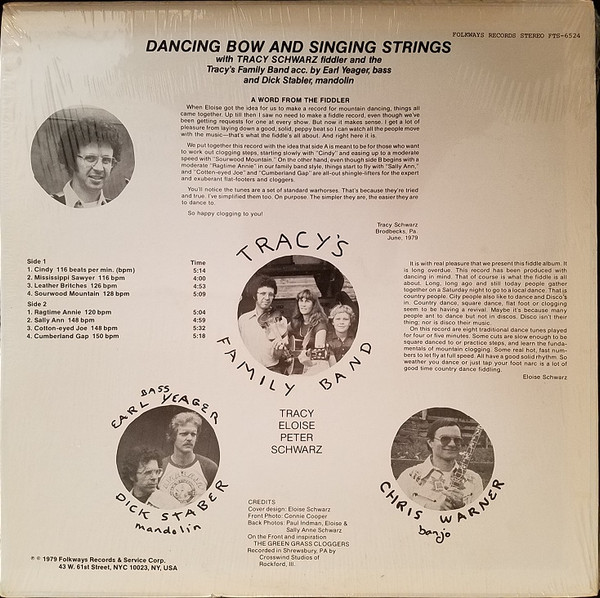 FOLKWAYS RECORDS STEREO FTS-6524
DANCING BOW AND SINGING STRINGS
with TRACY SCHWARZ fiddler and the
Tracy's Family Band acc. by Earl Yeager, bass
and Dick Stabler, mandolin
A WORD FROM THE FIDDLER
When Eloise got the idea for us to make a record for mountain dancing, things all
came together. Up till then I saw no need to make a fiddle record, even though we've
been getting requests for one at every show. But now it makes sense. I get a lot of
pleasure from laying down a good, solid, peppy beat so I can watch all the people move
with the music—that's what the fiddle's all about. And right here it is.
We put together this record with the idea that side A is meant to be for those who want
to work out clogging steps, starting slowly with "Cindy" and easing up to a moderate
speed with "Sourwood Mountain." On the other hand, even though side B begins with a
moderate "Ragtime Annie" in our family band style, things start to fly with "Sally Ann,"
and "Cotten-eyed Joe" and "Cumberland Gap" are all-out shingle-lifters for the expert
and exuberant flat-footers and cloggers.
You'll notice the tunes are a set of standard warhorses. That's because they're tried
and true. I've simplified them too. On purpose. The simpler they are, the easier they are
to dance to.
So happy clogging to you!
Tracy Schwarz
Brodbecks, Pa.
June, 1979
Side 1 Time
1. Cindy 116 beats per min. (bpm) 5:14
2. Mississippi Sawyer 116 bpm 4:00
3. Leather Britches 126 bpm 4:53
4. Sourwood Mountain 128 bpm 5:09
Side 2
1. Ragtime Annie 120 bpm 5:04
2. Sally Ann 148 bpm 4:59
3. Cotton-eyed Joe 148 bpm 5:32
4. Cumberland Gap 150 bpm 5:18
TRACY'S
FAMILY BAND
TRACY
ELOISE
PETER
SCHWARZ
It is with real pleasure that we present this fiddle album. It
is long overdue. This record has been produced with
dancing in mind. That of course is what the fiddle is all
about. Long, long ago and still today people gather
together on a Saturday night to go to a local dance. That is
country people. City people also like to dance and Disco's
in. Country dance, square dance, flat foot or clogging
seem to be having a revival. Maybe it's because many
people ant to dance but not in discos. Disco isn't their
thing; nor is disco their music.
On this record are eight traditional dance tunes played
for four or five minutes. Some cuts are slow enough to be
square danced to or practice steps, and learn the funda-
mentals of mountain clogging. Some real hot, fast num-
bers to let fly at full speed. All have a good solid rhythm. So
weather you dance or just tap your foot narc is a lot of
good time country dance fiddling.
Eloise Schwarz
BASS
EARL YEAGER
DICK STABER
mandolin
CHRIS WARNER
banjo
CREDITS
Cover design: Eloise Schwarz
Front Photo: Connie Cooper
Back Photos: Paul Indman, Eloise &
Sally Anne Schwarz
On the Front and inspiration
THE GREEN GRASS CLOGGERS
Recorded in Shrewsbury, PA by
Crosswind Studios of
Rockford, Ill.
℗ © 1979 Folkways Records & Service Corp.
43 W. 61st Street, NYC 10023, NY, USA